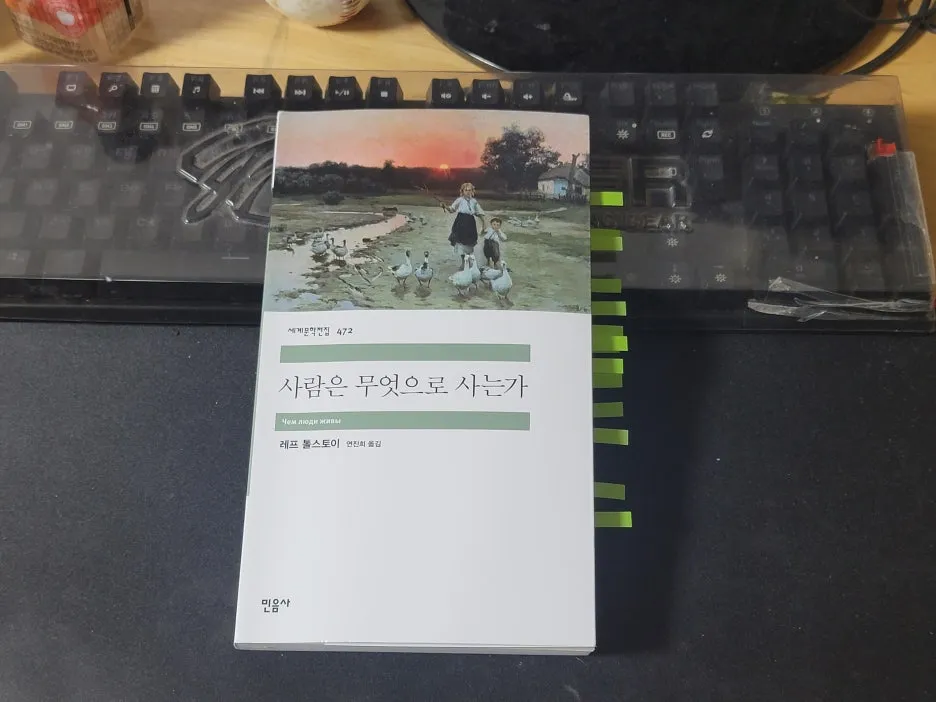 세계문학전집 472
사람은 무엇으로 사는가
Чем люди живы
레프 톨스토이 연진희 옮김
민음사